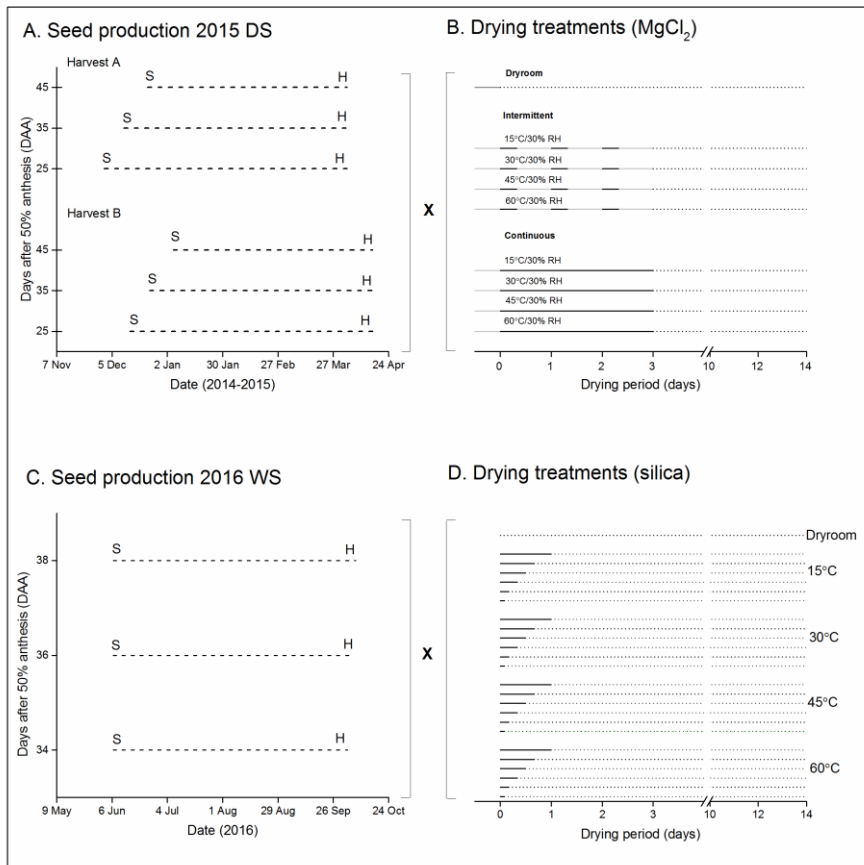 A. Seed production 2015 DS
Harvest A
45
S H
35
S H
25
S H
Harvest B
45
S H
35
S H
25
S H
Days after 50% anthesis (DAA)
7 Nov 5 Dec 2 Jan 30 Jan 27 Feb 27 Mar 24 Apr
Date (2014-2015)
X
B. Drying treatments (MgCl₂)
Dryroom
Intermittent
15°C/30% RH
30°C/30% RH
45°C/30% RH
60°C/30% RH
Continuous
15°C/30% RH
30°C/30% RH
45°C/30% RH
60°C/30% RH
0 1 2 3 10 12 14
Drying period (days)
C. Seed production 2016 WS
38
S H
36
S H
34
S H
Days after 50% anthesis (DAA)
9 May 6 Jun 4 Jul 1 Aug 29 Aug 26 Sep 24 Oct
Date (2016)
X
D. Drying treatments (silica)
Dryroom
15°C
30°C
45°C
60°C
0 1 2 3 10 12 14
Drying period (days)